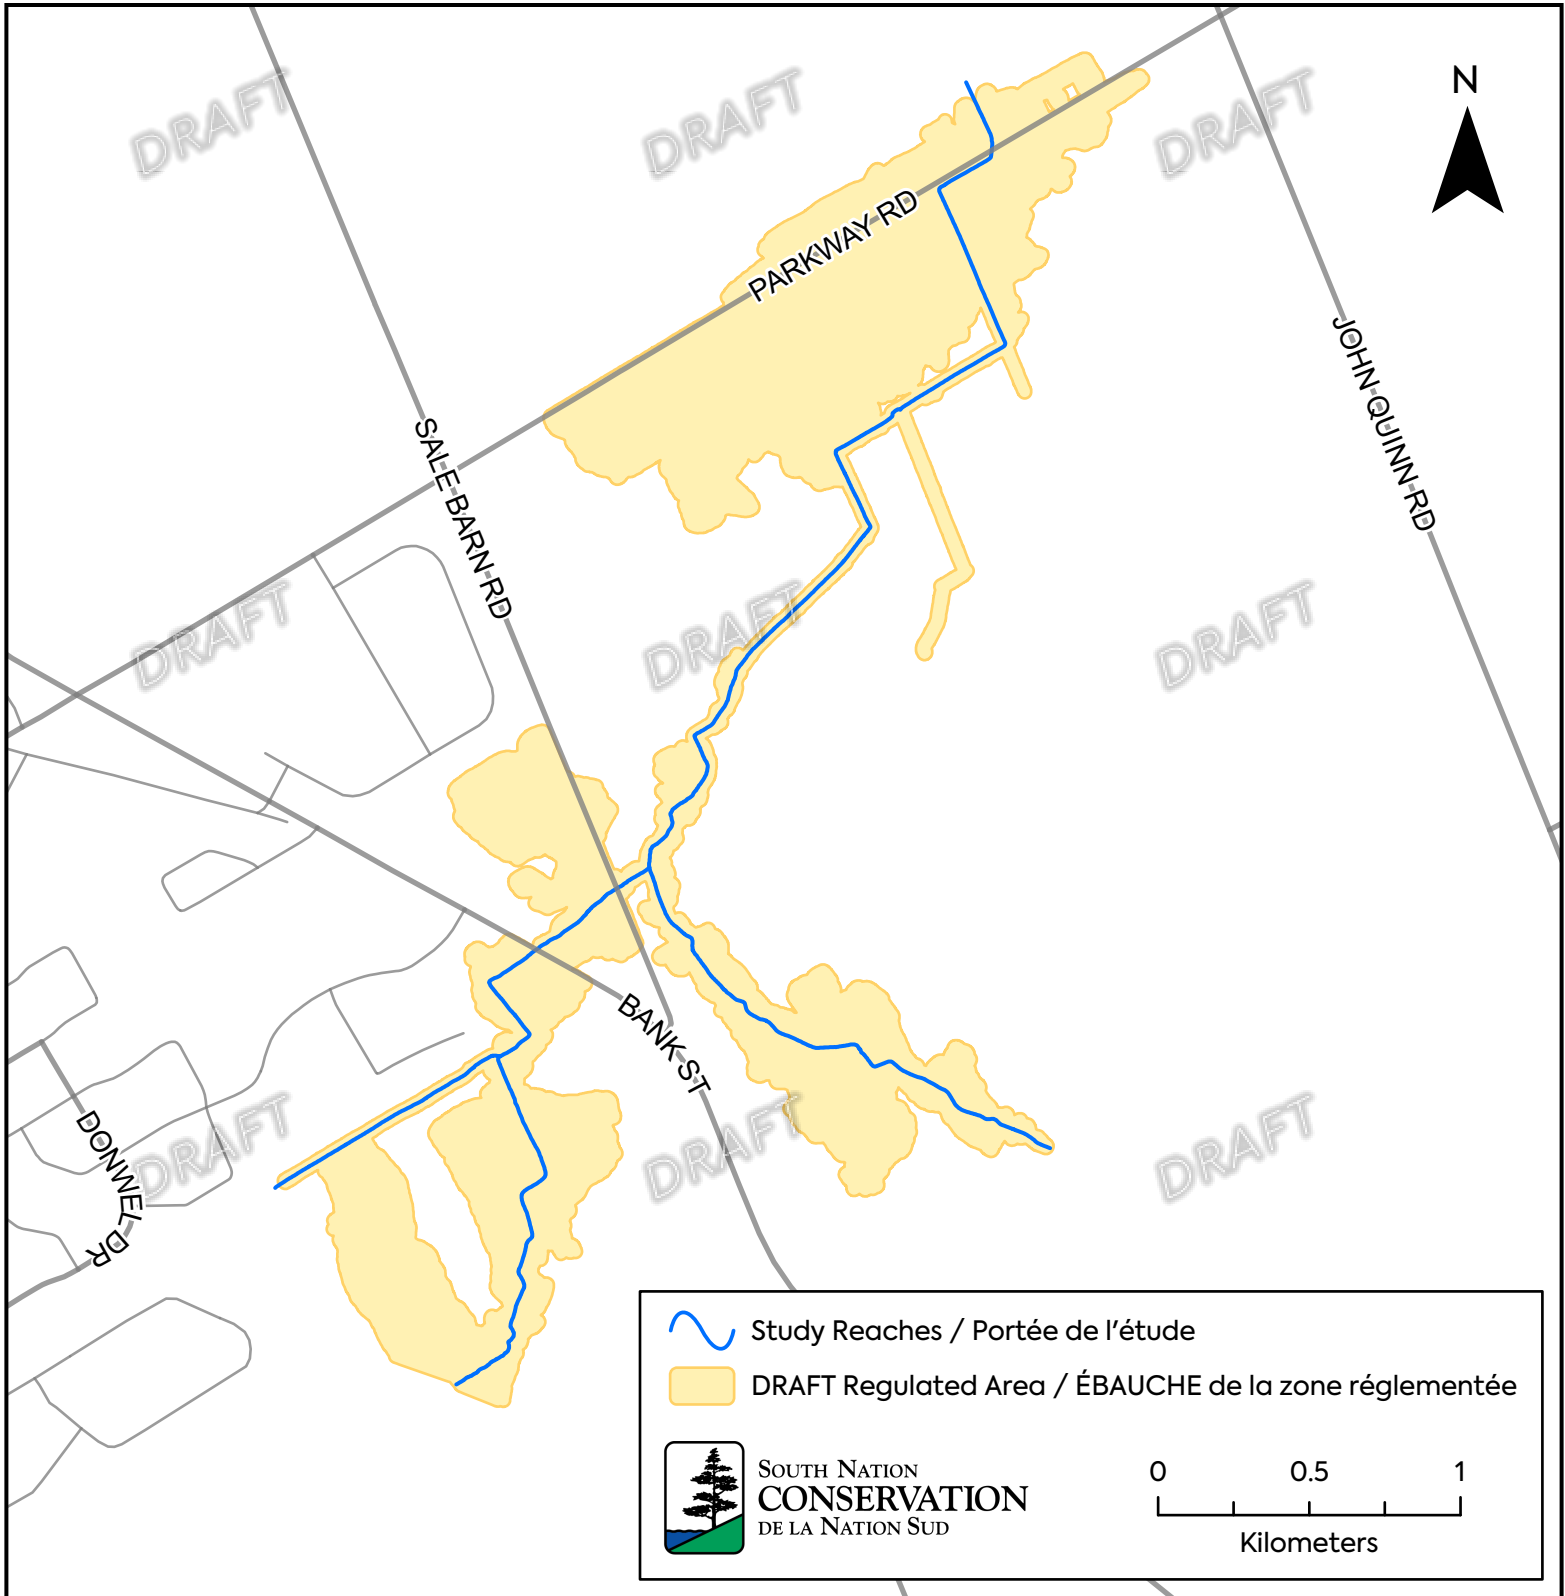 DRAFT
DRAFT
DRAFT
N
PARKWAY RD
JOHN QUINN RD
SALE BARN RD
DRAFT
DRAFT
DRAFT
BANK ST
DONWEL DR
DRAFT
DRAFT
DRAFT
Study Reaches / Portée de l'étude
DRAFT Regulated Area / ÉBAUCHE de la zone réglementée
SOUTH NATION
CONSERVATION
DE LA NATION SUD
0 0.5 1
Kilometers